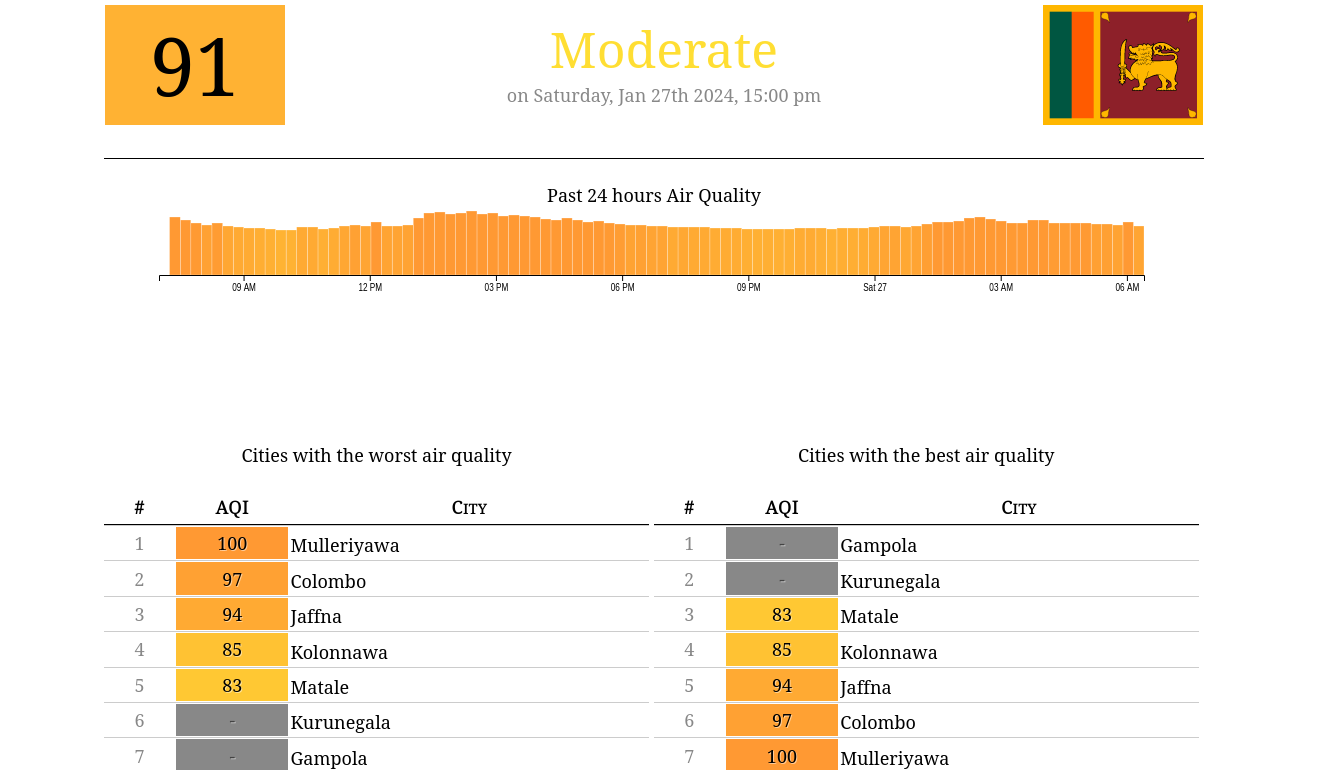 91
Moderate
on Saturday, Jan 27th 2024, 15:00 pm
Past 24 hours Air Quality
09 AM 12 PM 03 PM 06 PM 09 PM Sat 27 03 AM 06 AM
Cities with the worst air quality
# AQI City
1 100 Mulleriyawa
2 97 Colombo
3 94 Jaffna
4 85 Kolonnawa
5 83 Matale
6 - Kurunegala
7 - Gampola
Cities with the best air quality
# AQI City
1 - Gampola
2 - Kurunegala
3 83 Matale
4 85 Kolonnawa
5 94 Jaffna
6 97 Colombo
7 100 Mulleriyawa